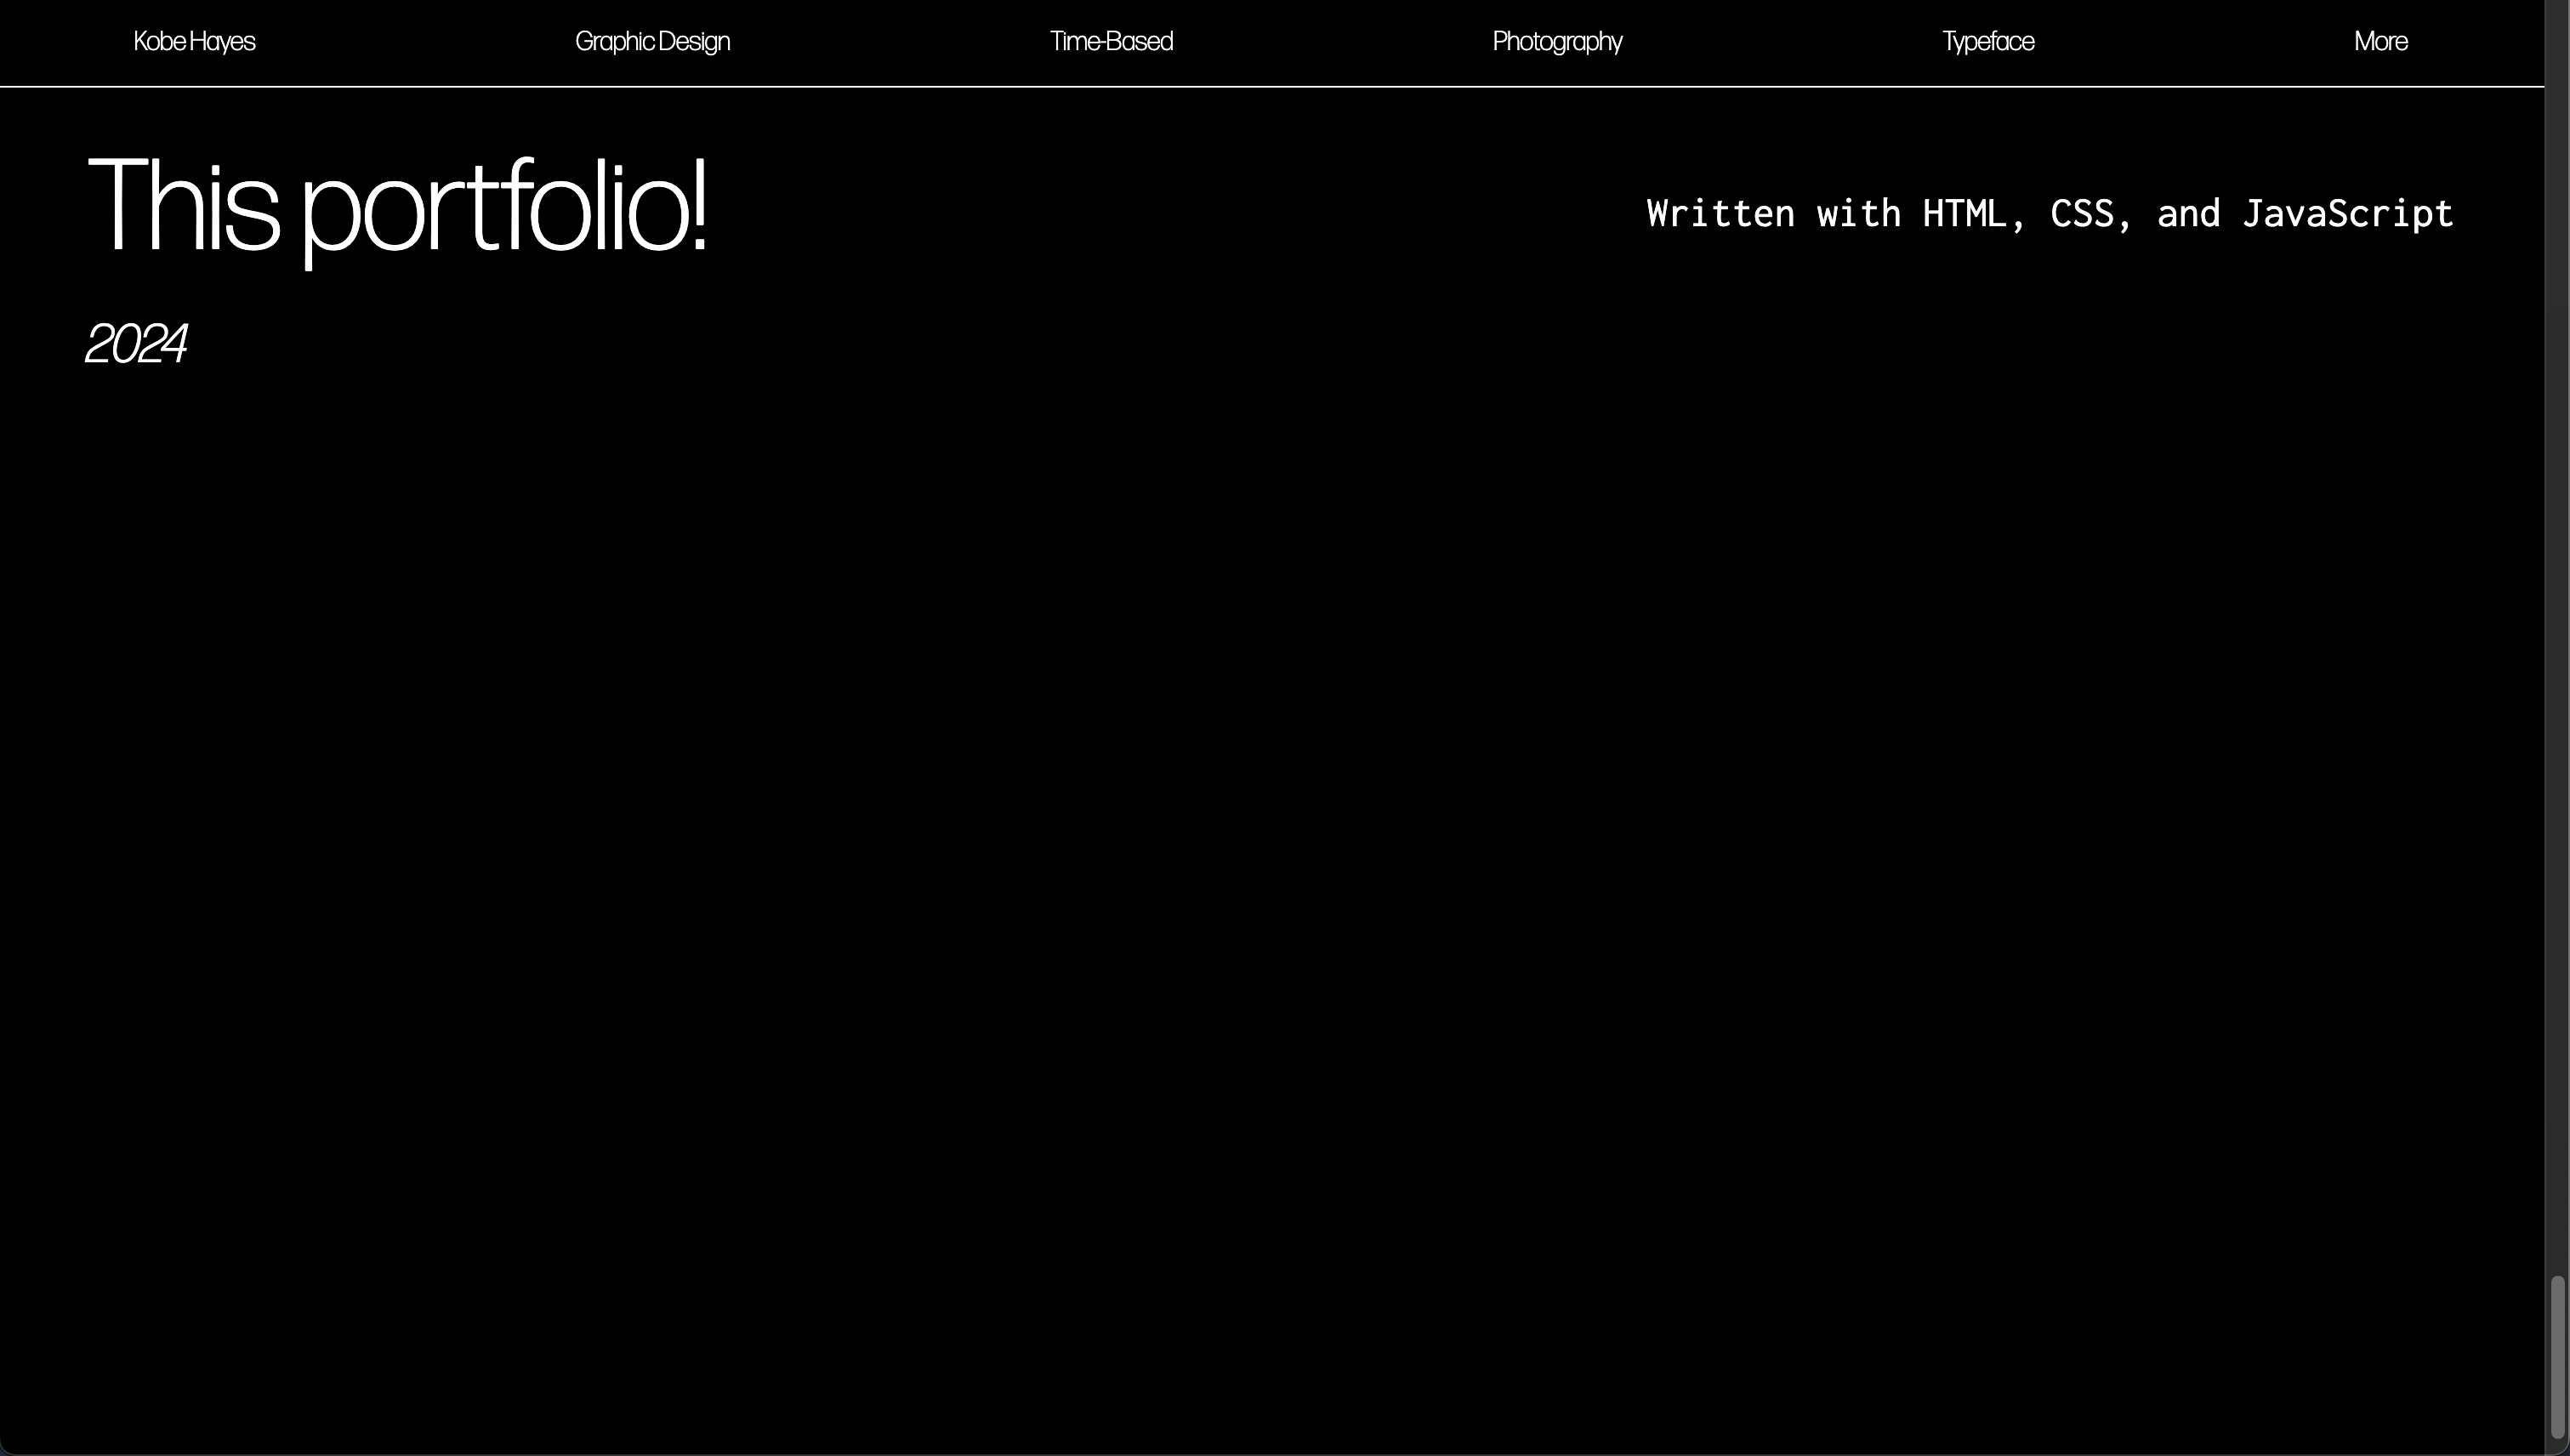 Kobe Hayes Graphic Design Time-Based Photography Typeface More
This portfolio!
Written with HTML, CSS, and JavaScript
2024